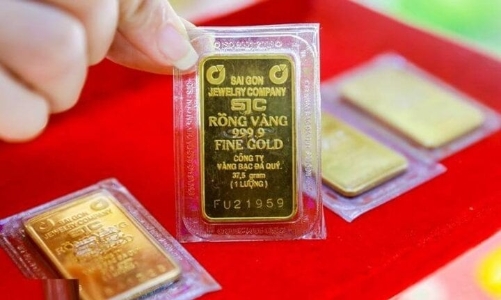 SAI GON
JEWELRY COMPANY
SJC
RỒNG VÀNG
999.9
FINE GOLD
CÔNG TY
VÀNG BẠC ĐÁ QUÝ
37,5 gram
(1 LƯỢNG)
FU21959